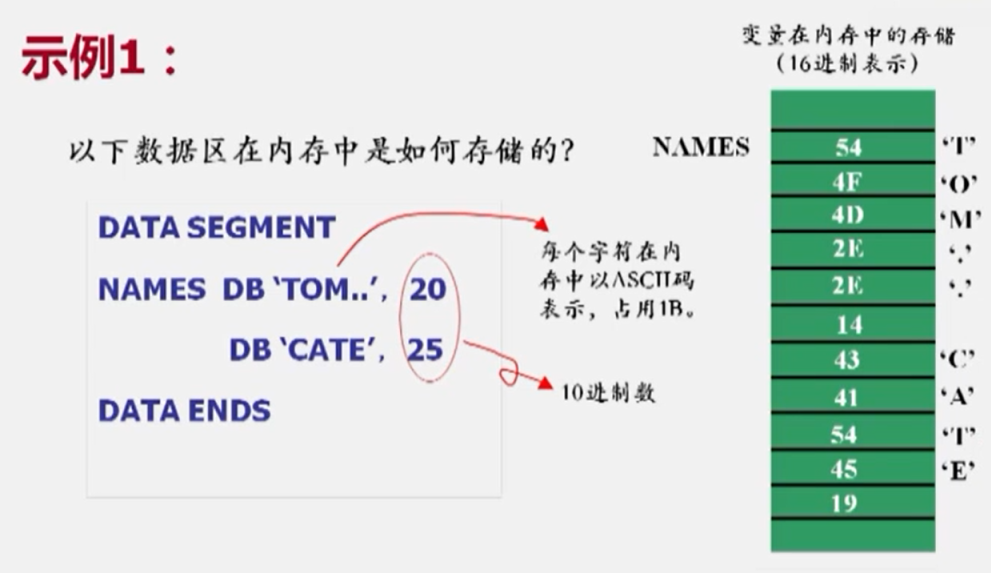 示例1：
变量在内存中的存储
（16进制表示）
以下数据区在内存中是如何存储的？
DATA SEGMENT
NAMES DB ‘TOM..’, 20
DB ‘CATE’, 25
DATA ENDS
每个字符在内
存中以ASCII码
表示，占用1B。
10进制数
NAMES 54 ‘T’
4F ‘O’
4D ‘M’
2E ‘.’
2E ‘.’
14
43 ‘C’
41 ‘A’
54 ‘T’
45 ‘E’
19